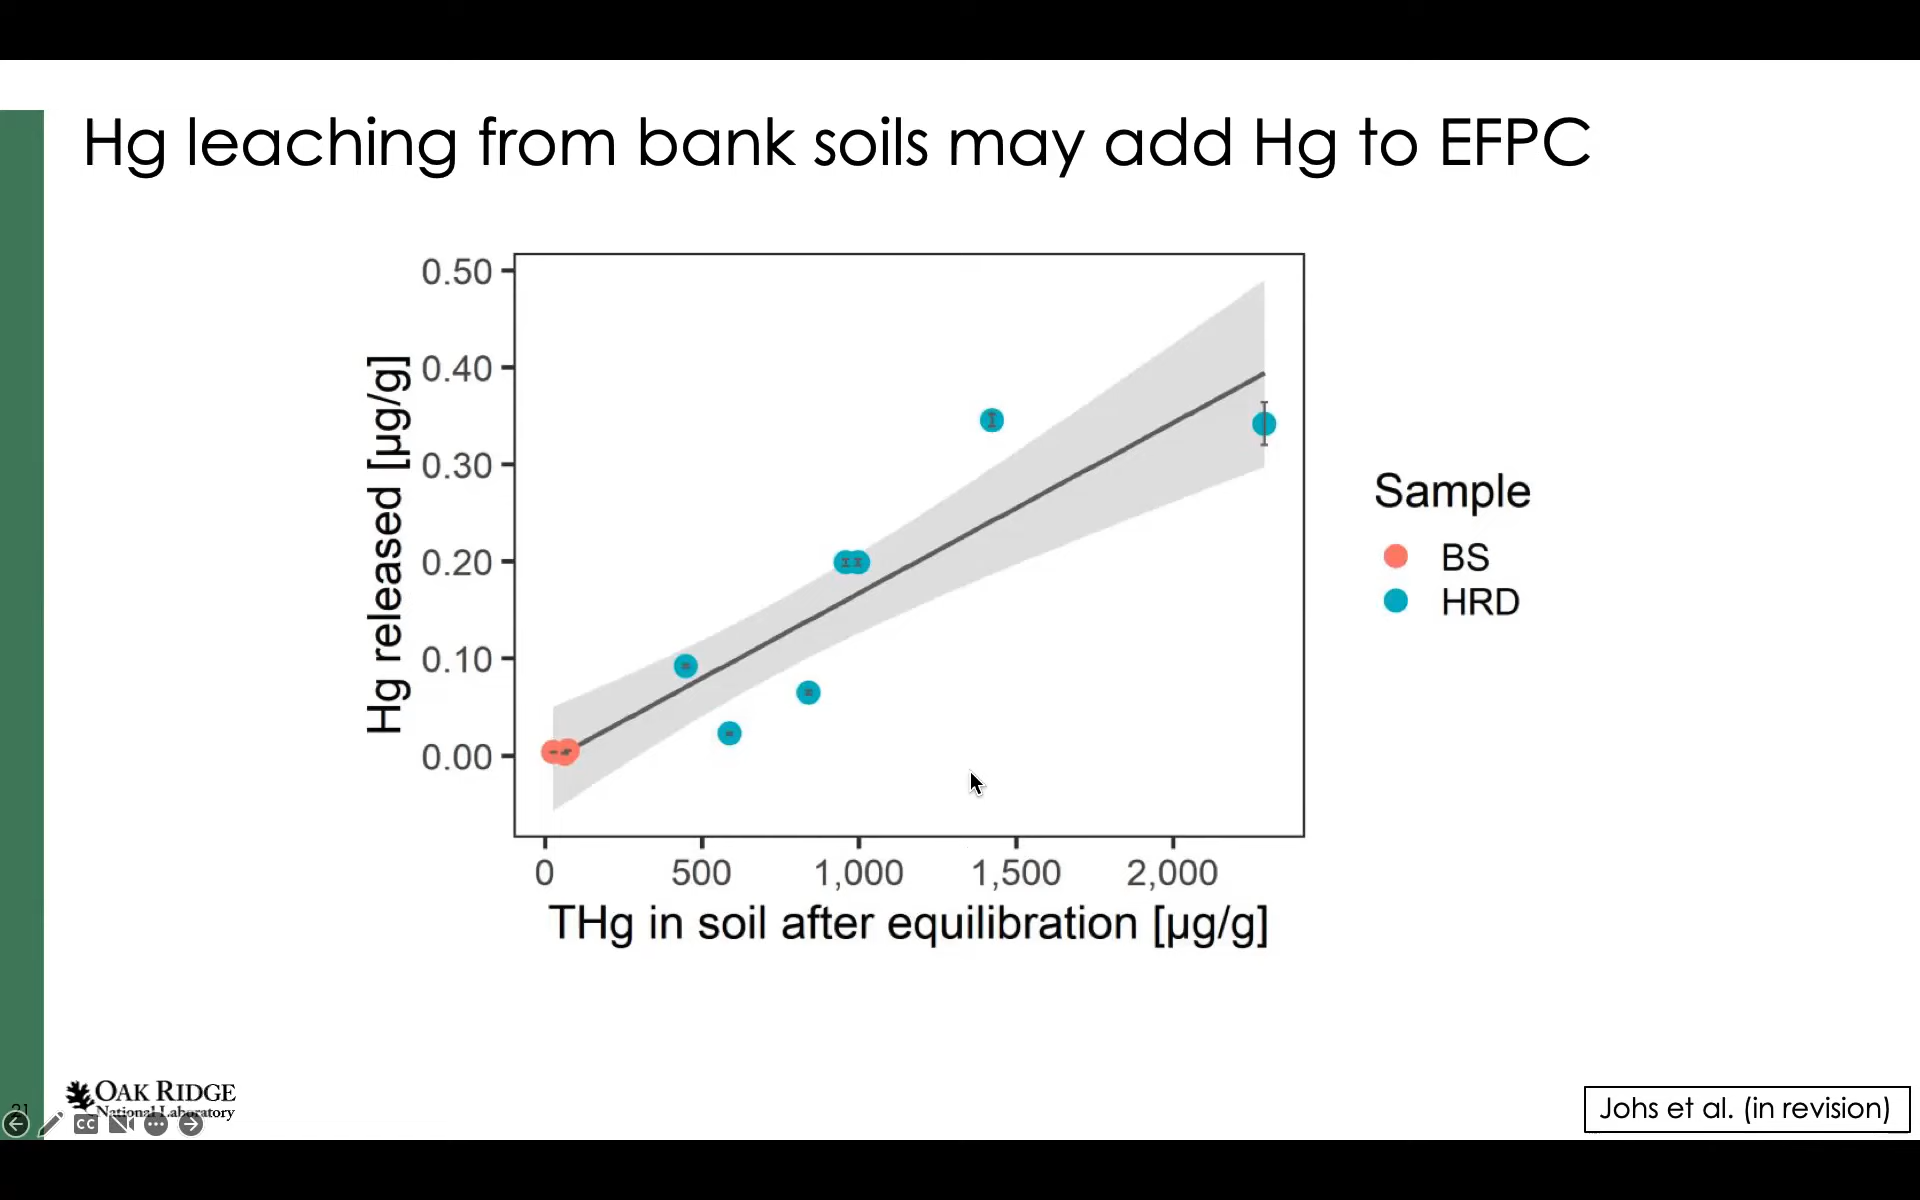 Hg leaching from bank soils may add Hg to EFPC
0.50
0.40
0.30
0.20
0.10
0.00
Hg released [µg/g]
0 500 1,000 1,500 2,000
THg in soil after equilibration [µg/g]
Sample
BS
HRD
OAK RIDGE
National Laboratory
21
CC
Johs et al. (in revision)